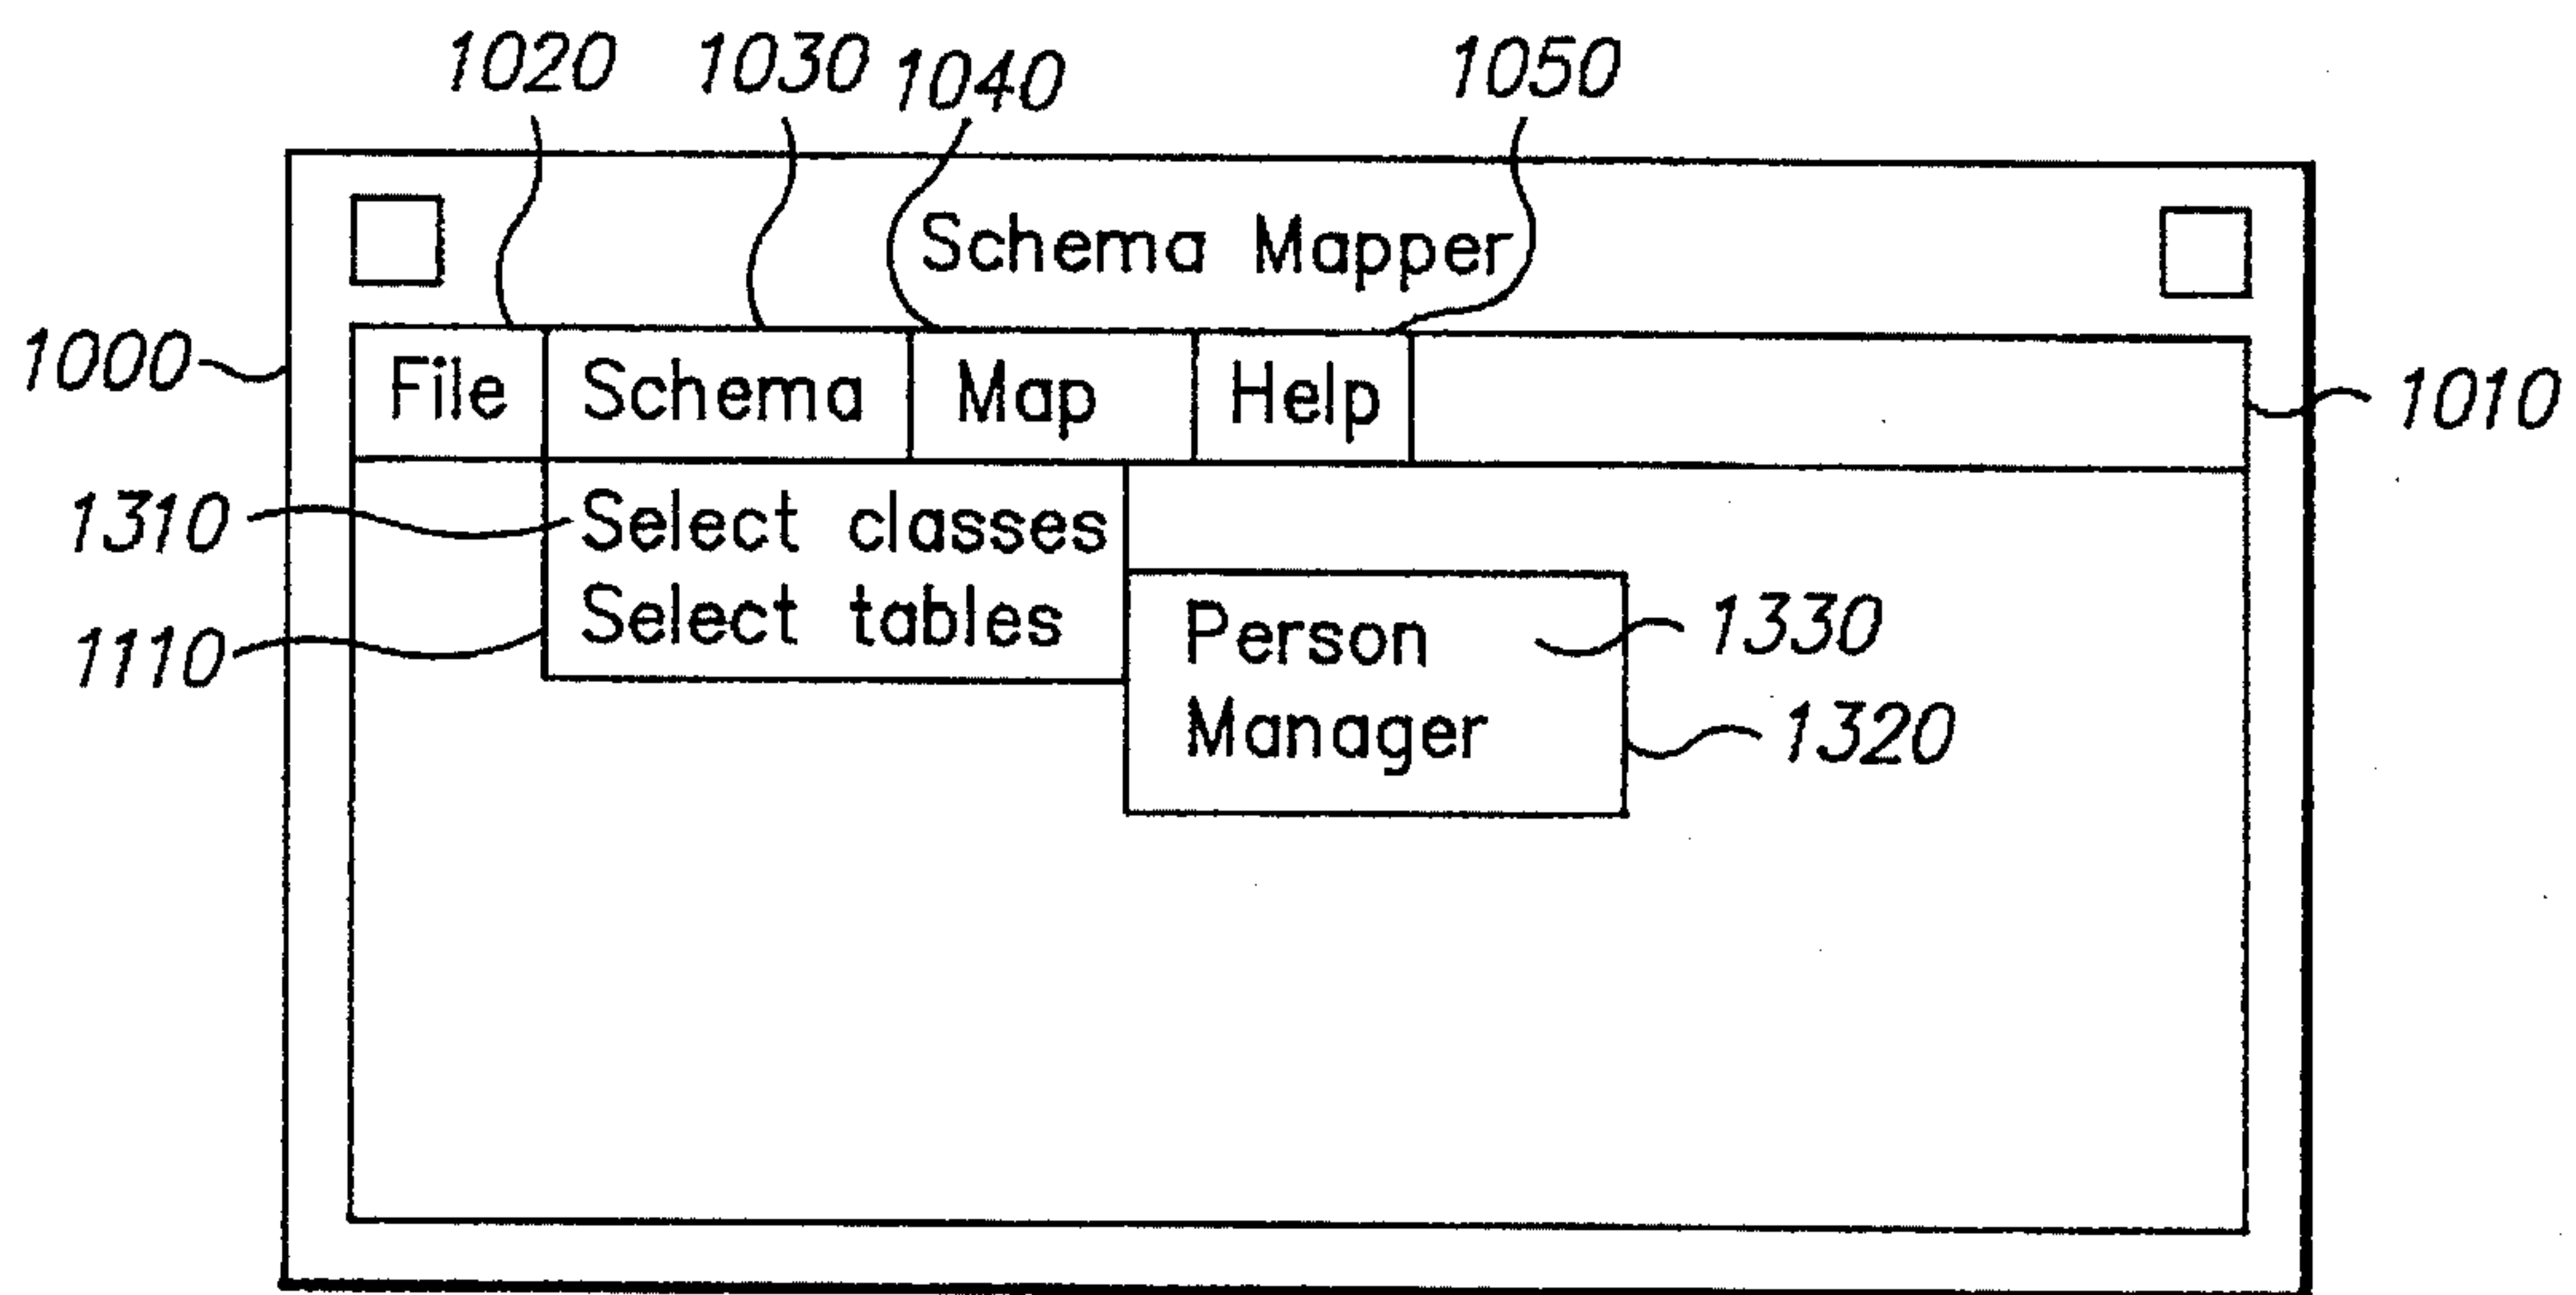 1020 1030 1040 1050
Schema Mapper
1000
File Schema Map Help
1010
1310
Select classes
1110
Select tables
Person
1330
Manager
1320